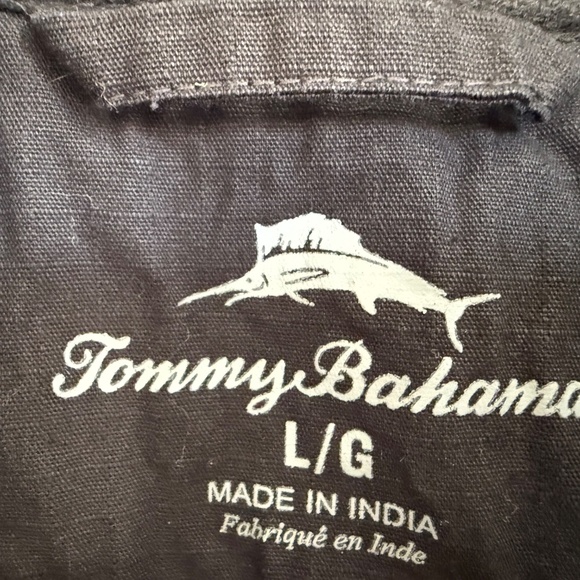 Tommy Bahama
L/G
MADE IN INDIA
Fabriqué en Inde